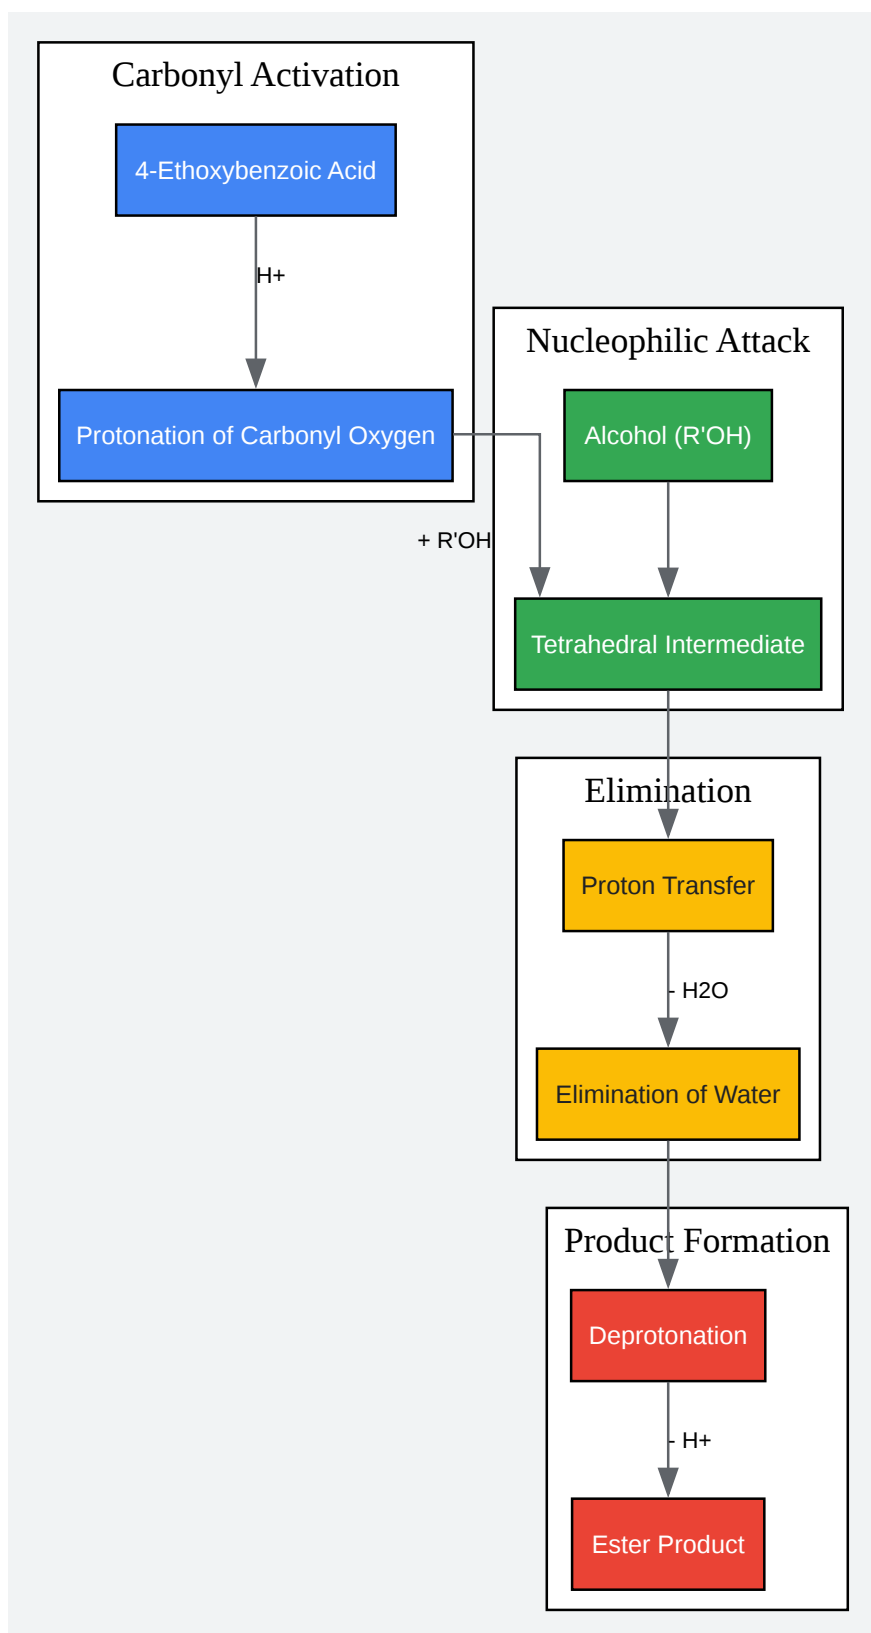 Carbonyl Activation
4-Ethoxybenzoic Acid
H+
Protonation of Carbonyl Oxygen
Nucleophilic Attack
Alcohol (R'OH)
+ R'OH
Tetrahedral Intermediate
Elimination
Proton Transfer
- H2O
Elimination of Water
Product Formation
Deprotonation
- H+
Ester Product